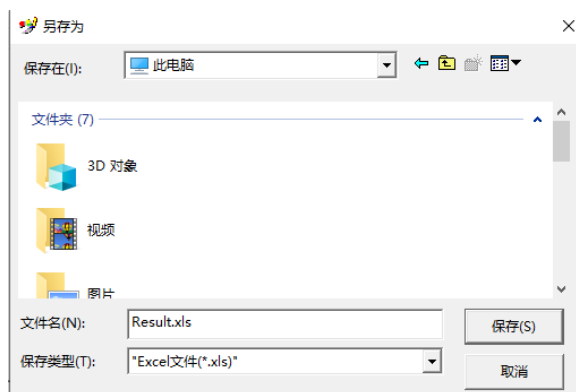 另存为
保存在(I):
此电脑
文件夹 (7)
3D 对象
视频
图片
文件名(N):
Result.xls
保存(S)
保存类型(T):
"Excel文件(*.xls)"
取消